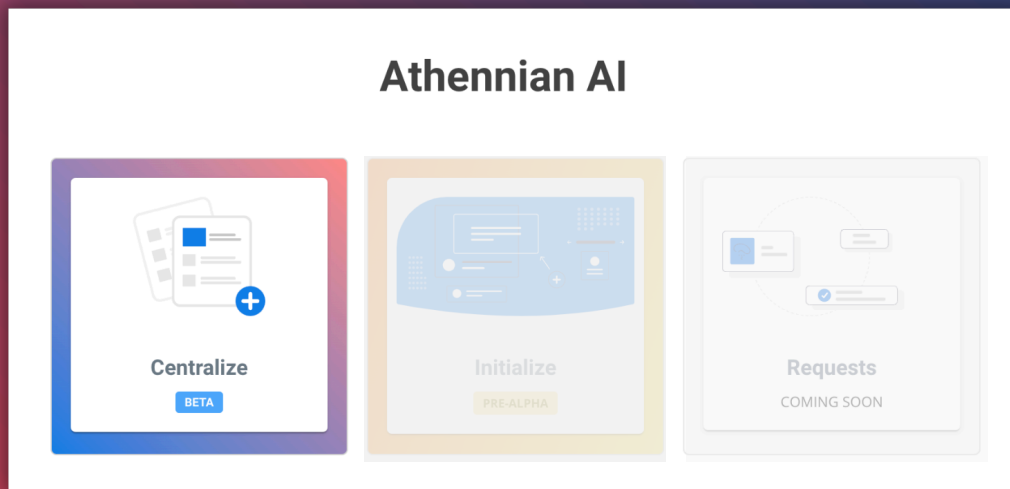 Athennian AI
Centralize
BETA
Initialize
PRE-ALPHA
Requests
COMING SOON